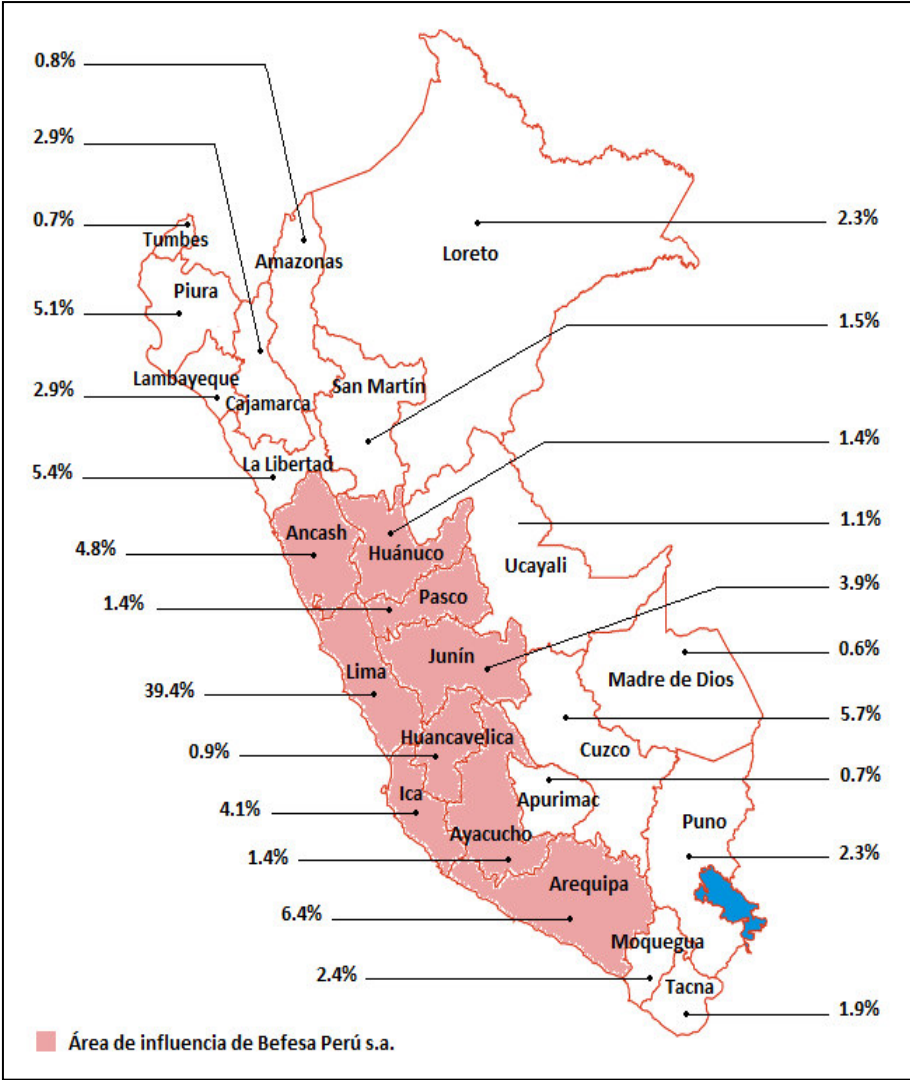 0.8%
2.9%
0.7%
Tumbes
2.3%
Amazonas
Loreto
Piura
5.1%
1.5%
Lambayeque
San Martín
2.9%
Cajamarca
1.4%
La Libertad
5.4%
1.1%
Ancash
4.8%
Huánuco
Ucayali
3.9%
Pasco
1.4%
0.6%
Junín
Lima
Madre de Dios
39.4%
5.7%
Huancavelica
0.9%
Cuzco
0.7%
Ica
Apurimac
4.1%
Puno
Ayacucho
1.4%
2.3%
Arequipa
6.4%
Moquegua
2.4%
Tacna
1.9%
Área de influencia de Befesa Perú s.a.